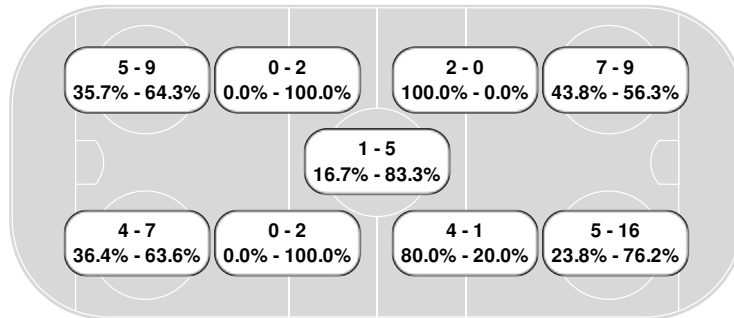 5 - 9
35.7% - 64.3%
0 - 2
0.0% - 100.0%
2 - 0
100.0% - 0.0%
7 - 9
43.8% - 56.3%
1 - 5
16.7% - 83.3%
4 - 7
36.4% - 63.6%
0 - 2
0.0% - 100.0%
4 - 1
80.0% - 20.0%
5 - 16
23.8% - 76.2%